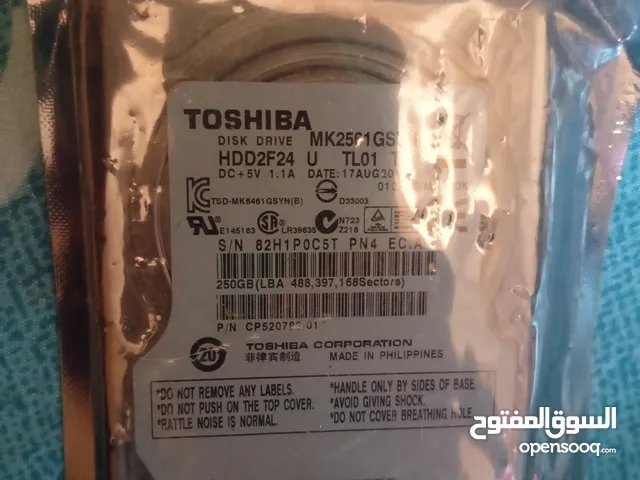 TOSHIBA
DISK DRIVE
HDD2F24 U TL01
DC+5V 1.1A DATE:17AUG30
TSD-MK6461GSYN(B) D33003
E145163 LR39635 N723
Z218
S/N 82H1P0C5T PN4 EC.A
250GB(LBA 488,397,168Sectors)
P/N
TOSHIBA CORPORATION
菲律宾制造 MADE IN PHILIPPINES
*DO NOT REMOVE ANY LABELS. *HANDLE ONLY BY SIDES OF BASE.
*DO NOT PUSH ON THE TOP COVER. *AVOID GIVING SHOCK.
*RATTLE NOISE IS NORMAL. *DO NOT COVER BREATHING HOLE.
السوق المفتوح
opensooq.com